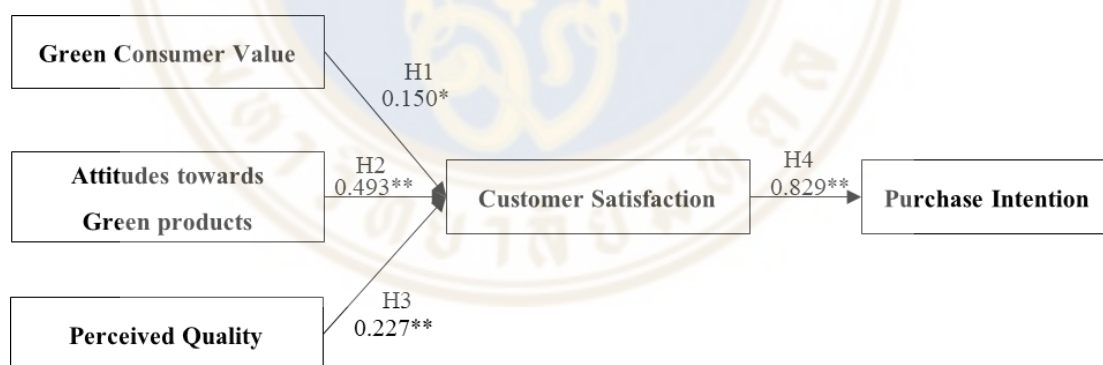 Green Consumer Value
H1
0.150*
Attitudes towards
Green products
H2
0.493**
Customer Satisfaction
H4
0.829**
Purchase Intention
H3
0.227**
Perceived Quality